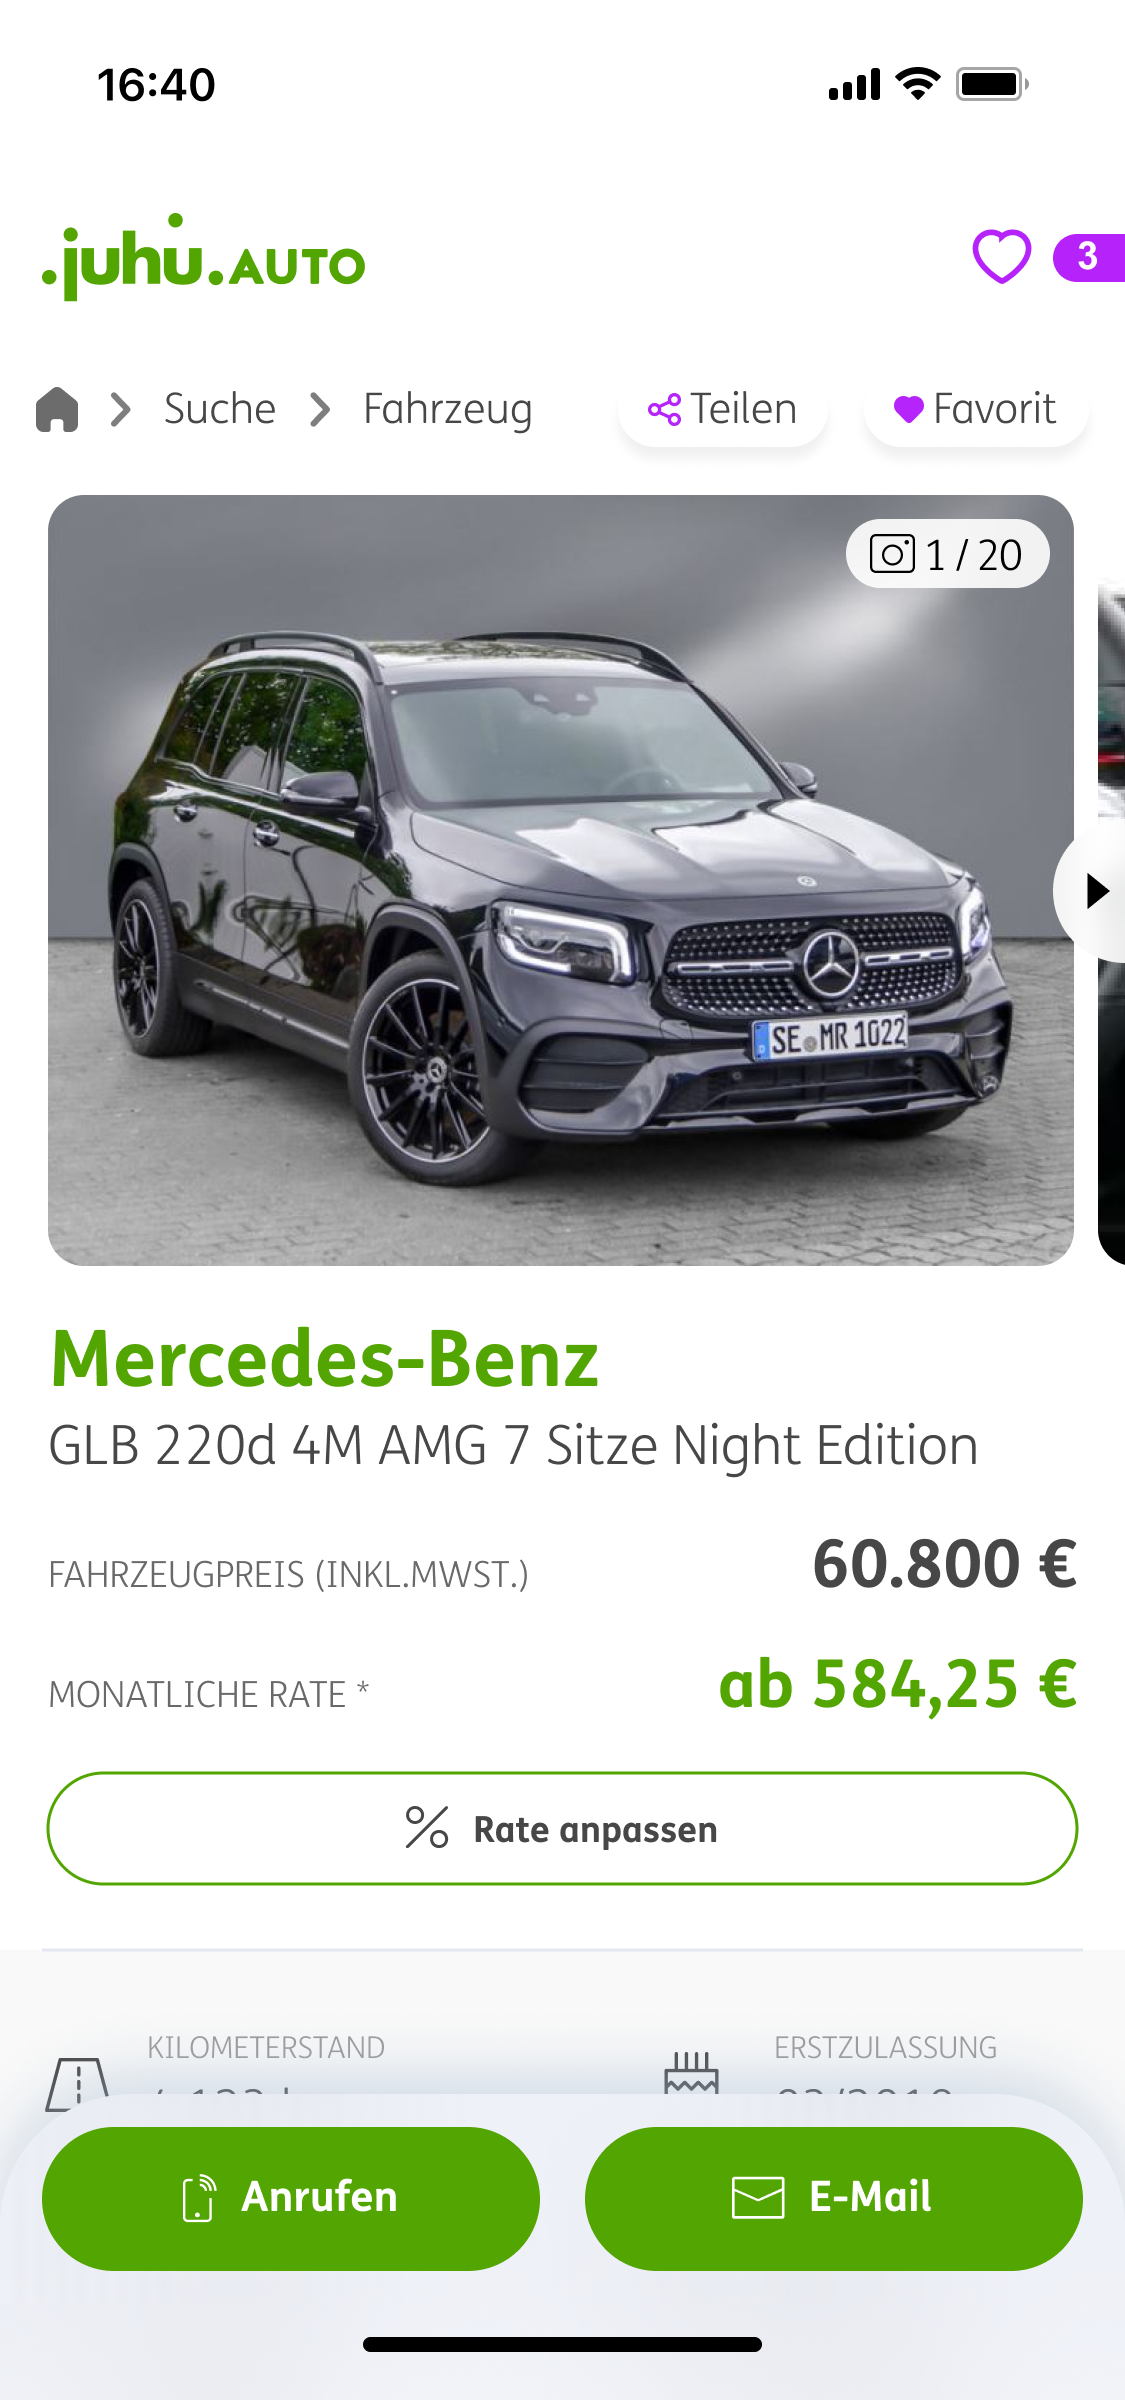 16:40
.juhu.AUTO
3
Suche
Fahrzeug
Teilen
Favorit
1 / 20
SE MR 1022
Mercedes-Benz
GLB 220d 4M AMG 7 Sitze Night Edition
FAHRZEUGPREIS (INKL.MWST.)
60.800 €
MONATLICHE RATE *
ab 584,25 €
Rate anpassen
KILOMETERSTAND
ERSTZULASSUNG
Anrufen
E-Mail